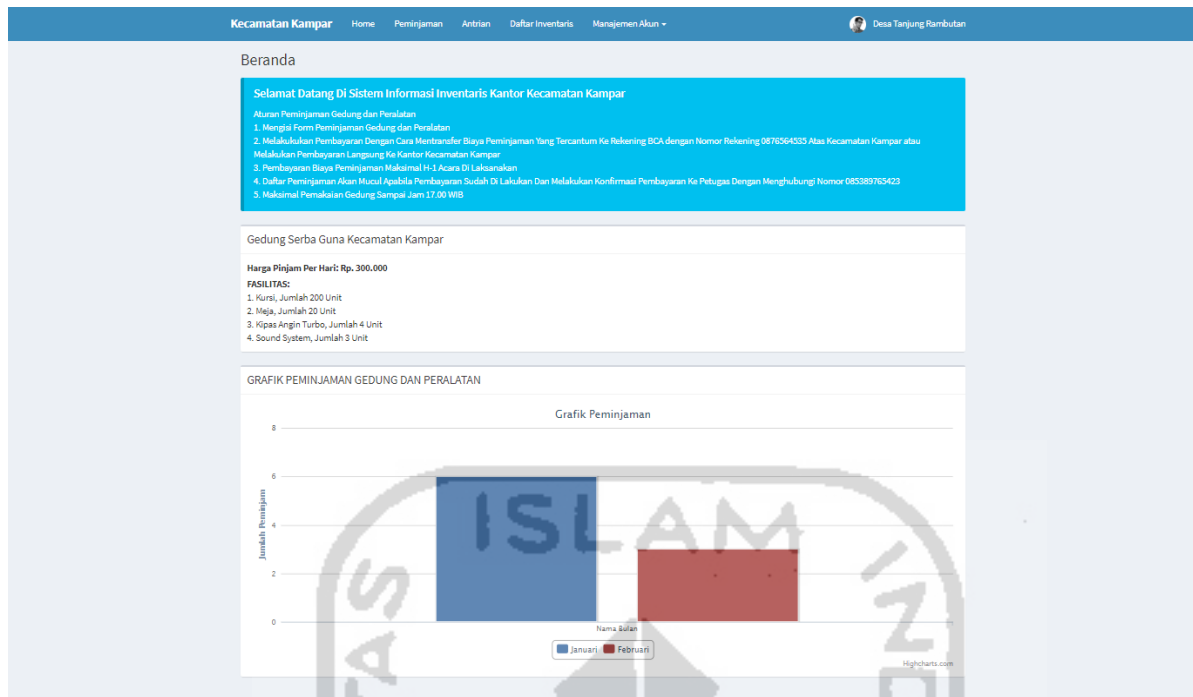 Kecamatan Kampar Home Peminjaman Antrian Daftar Inventaris Manajemen Akun Desa Tanjung Rambutan
Beranda
Selamat Datang Di Sistem Informasi Inventaris Kantor Kecamatan Kampar
Aturan Peminjaman Gedung dan Peralatan
1. Mengisi Form Peminjaman Gedung dan Peralatan
2. Melakukukan Pembayaran Dengan Cara Mentransfer Biaya Peminjaman Yang Tercantum Ke Rekening BCA dengan Nomor Rekening 0876564535 Atas Kecamatan Kampar atau
Melakukan Pembayaran Langsung Ke Kantor Kecamatan Kampar
3. Pembayaran Biaya Peminjaman Maksimal H-1 Acara Di Laksanakan
4. Daftar Peminjaman Akan Mucul Apabila Pembayaran Sudah Di Lakukan Dan Melakukan Konfirmasi Pembayaran Ke Petugas Dengan Menghubungi Nomor 085389765423
5. Maksimal Pemakaian Gedung Sampai Jam 17.00 WIB
Gedung Serba Guna Kecamatan Kampar
Harga Pinjam Per Hari: Rp. 300.000
FASILITAS:
1. Kursi, Jumlah 200 Unit
2. Meja, Jumlah 20 Unit
3. Kipas Angin Turbo, Jumlah 4 Unit
4. Sound System, Jumlah 3 Unit
GRAFIK PEMINJAMAN GEDUNG DAN PERALATAN
Grafik Peminjaman
8
6
4
2
0
Jumlah Peminjam
Nama Bulan
Januari Februari
Highcharts.com
ISLAM